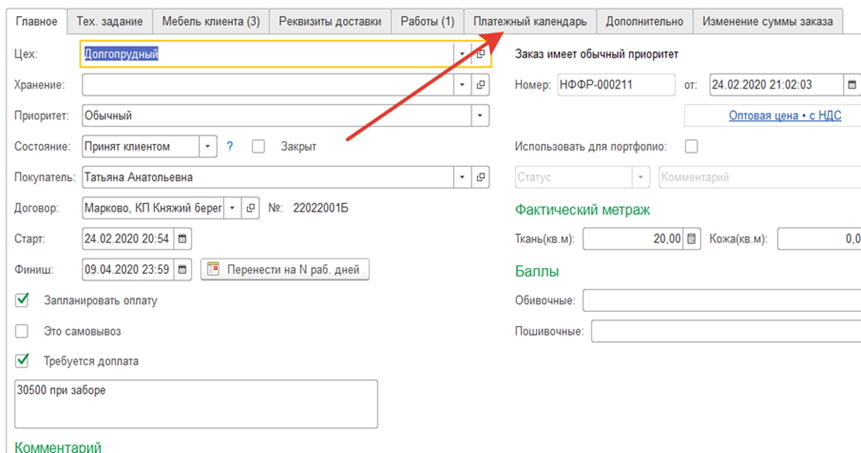 Главное Тех. задание Мебель клиента (3) Реквизиты доставки Работы (1) Платежный календарь Дополнительно Изменение суммы заказа
Цех: Долгопрудный Заказ имеет обычный приоритет
Хранение: Номер: НФФР-000211 от: 24.02.2020 21:02:03
Приоритет: Обычный Оптовая цена • с НДС
Состояние: Принят клиентом ? Закрыт Использовать для портфолио:
Покупатель: Татьяна Анатольевна Статус Комментарий
Договор: Марково, КП Княжий берег №: 22022001Б Фактический метраж
Старт: 24.02.2020 20:54 Ткань(кв.м): 20,00 Кожа(кв.м): 0,0
Финиш: 09.04.2020 23:59 Перенести на N раб. дней Баллы
Запланировать оплату Обивочные:
Это самовывоз Пошивочные:
Требуется доплата
30500 при заборе
Комментарий